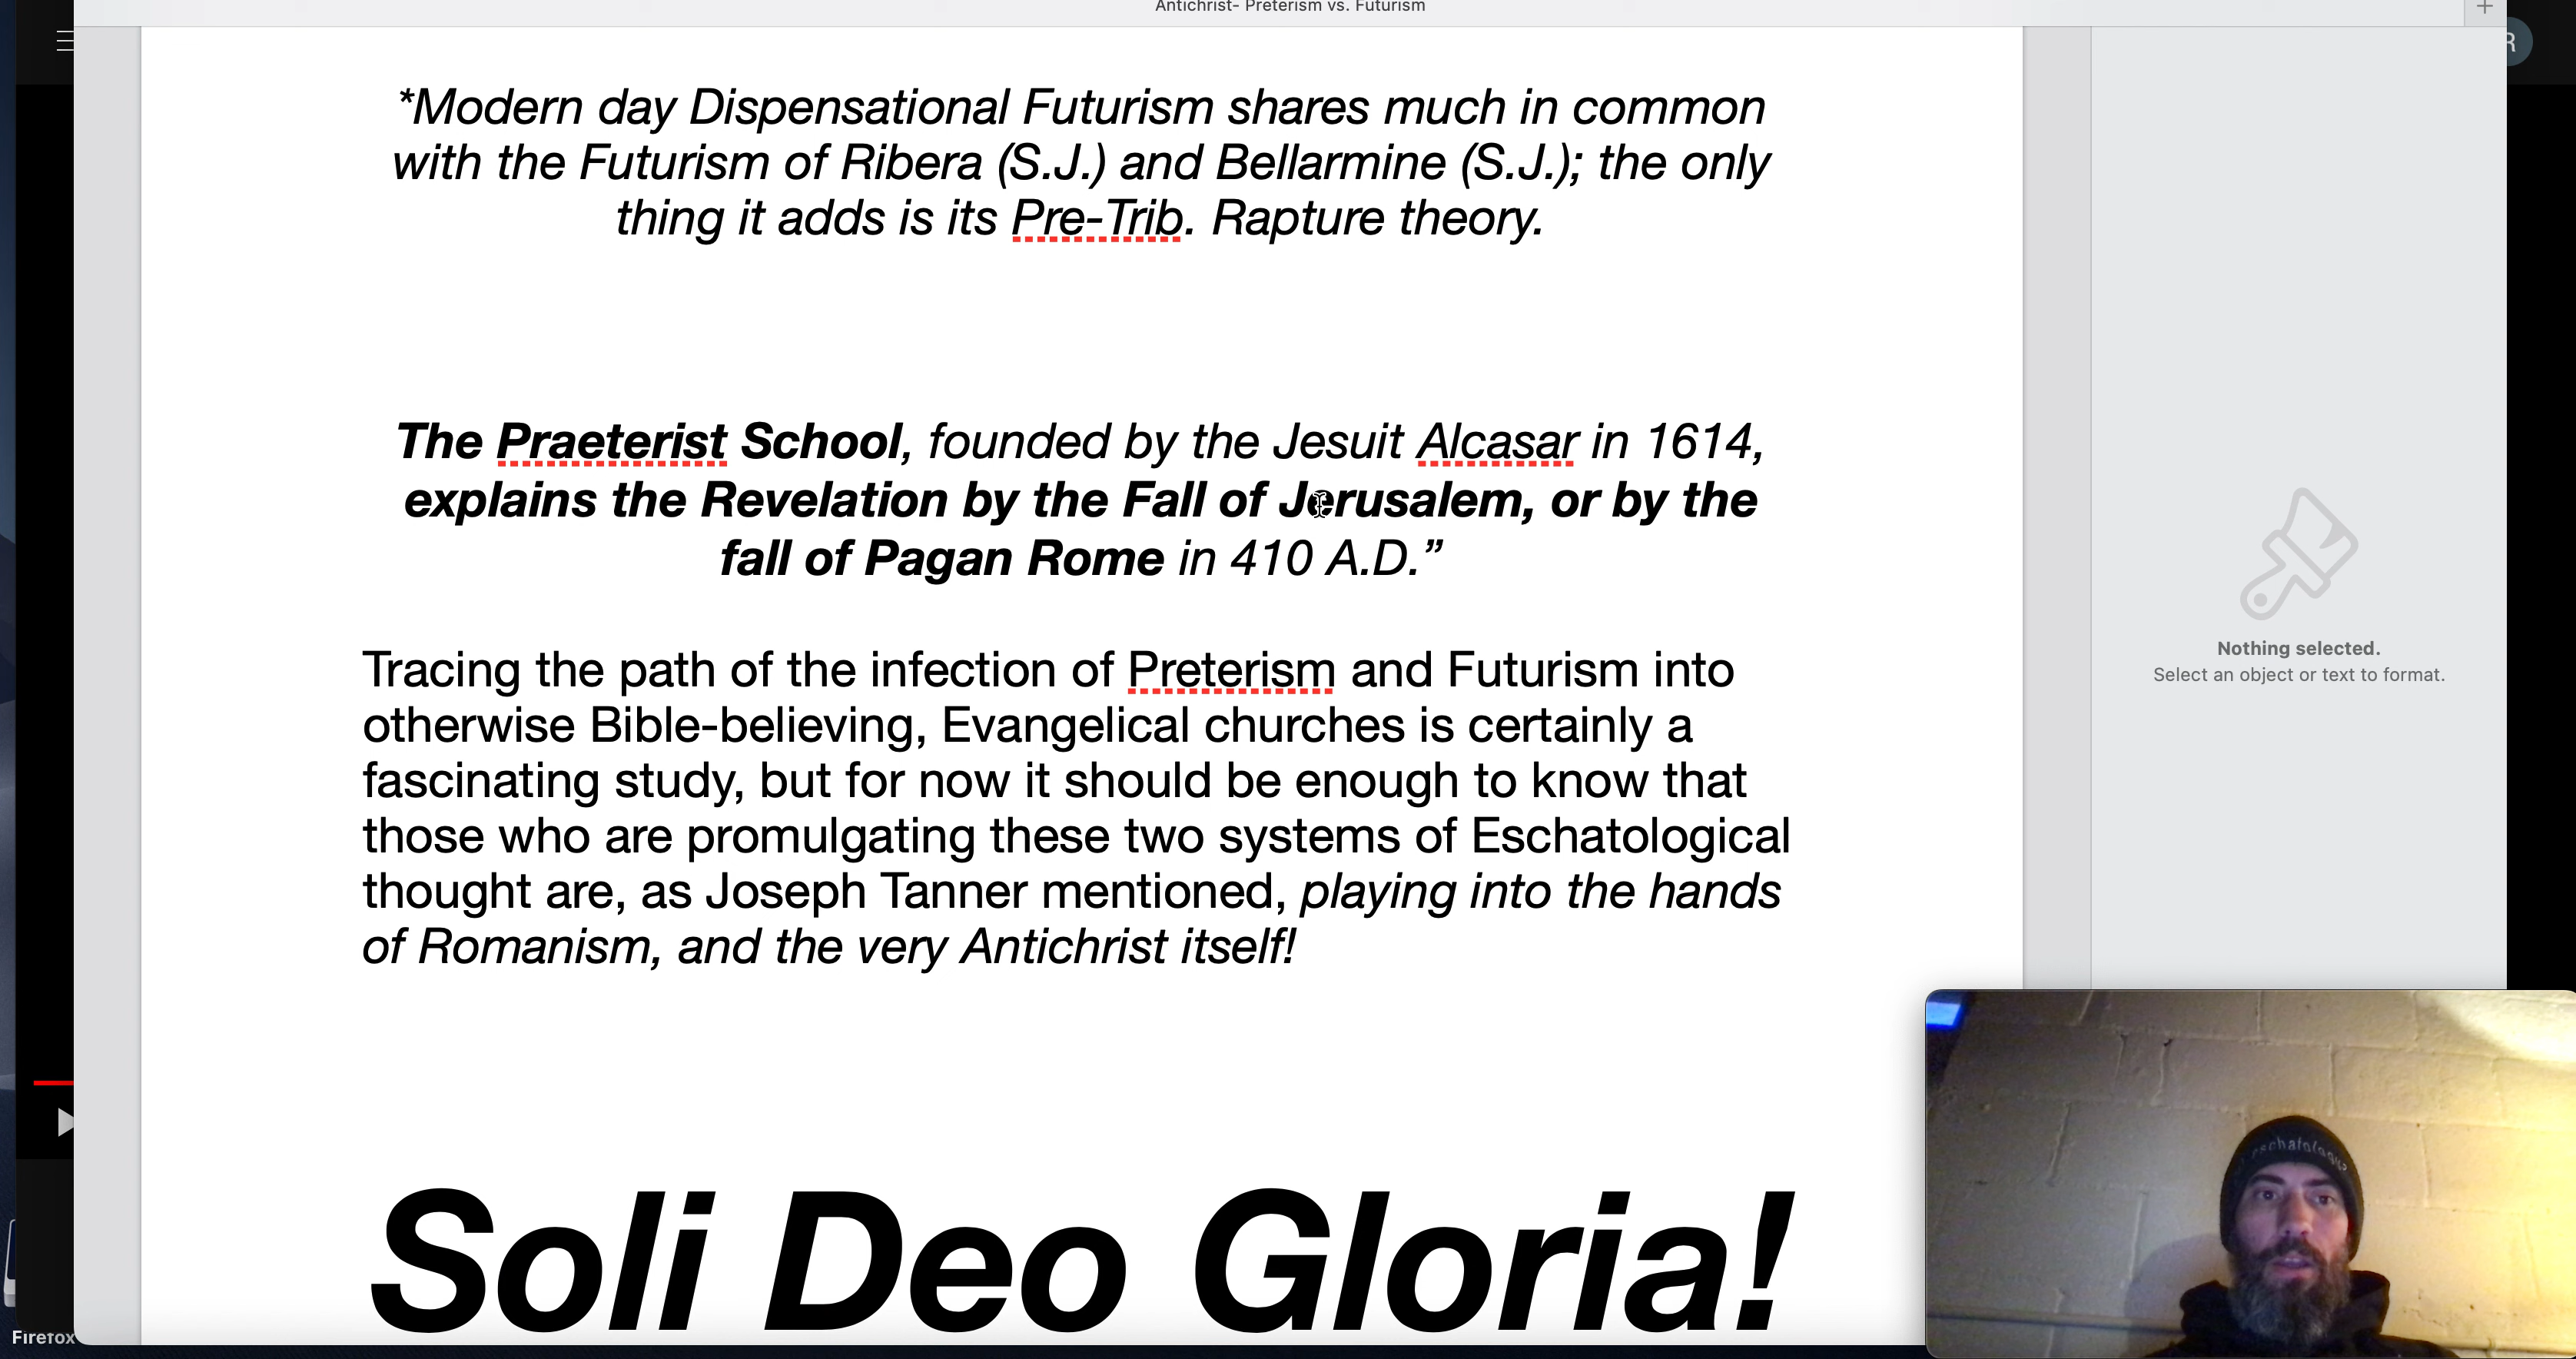 Antichrist- Preterism vs. Futurism
+
R
*Modern day Dispensational Futurism shares much in common
with the Futurism of Ribera (S.J.) and Bellarmine (S.J.); the only
thing it adds is its Pre-Trib. Rapture theory.
The Praeterist School, founded by the Jesuit Alcasar in 1614,
explains the Revelation by the Fall of Jerusalem, or by the
fall of Pagan Rome in 410 A.D.”
Tracing the path of the infection of Preterism and Futurism into
otherwise Bible-believing, Evangelical churches is certainly a
fascinating study, but for now it should be enough to know that
those who are promulgating these two systems of Eschatological
thought are, as Joseph Tanner mentioned, playing into the hands
of Romanism, and the very Antichrist itself!
Soli Deo Gloria!
Nothing selected.
Select an object or text to format.
Firefox